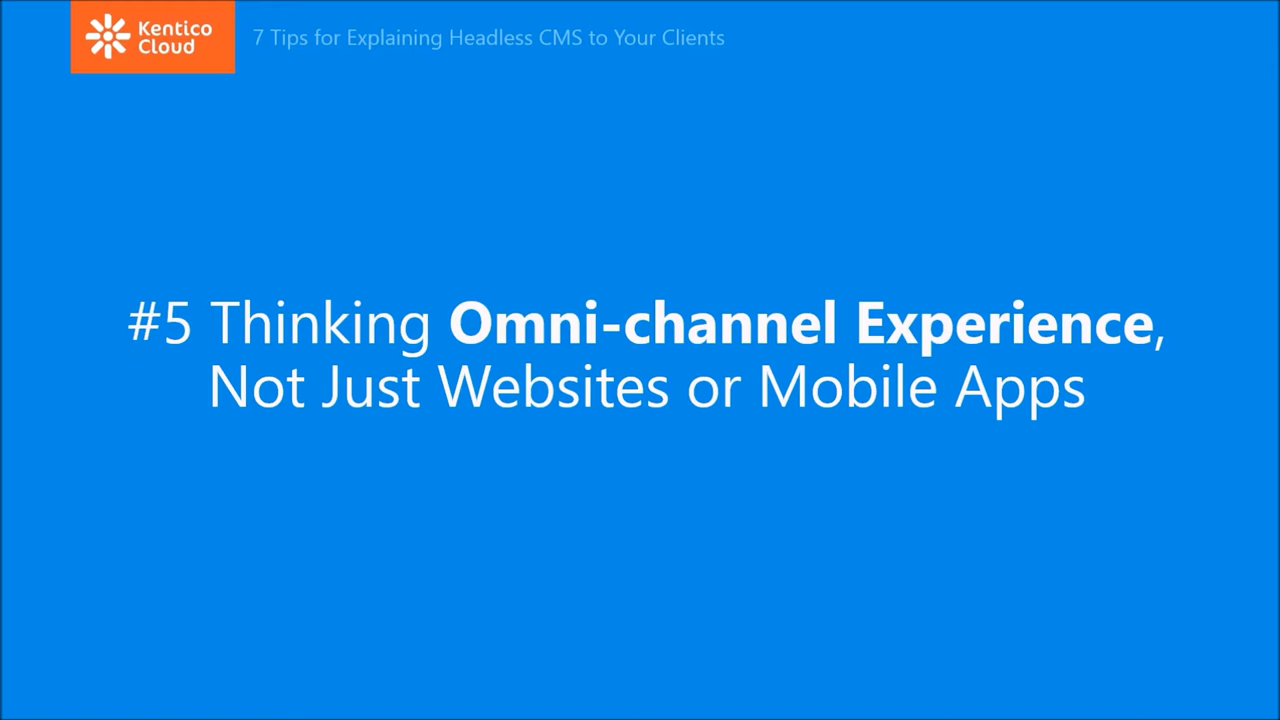 Kentico
Cloud
7 Tips for Explaining Headless CMS to Your Clients
#5 Thinking Omni-channel Experience,
Not Just Websites or Mobile Apps